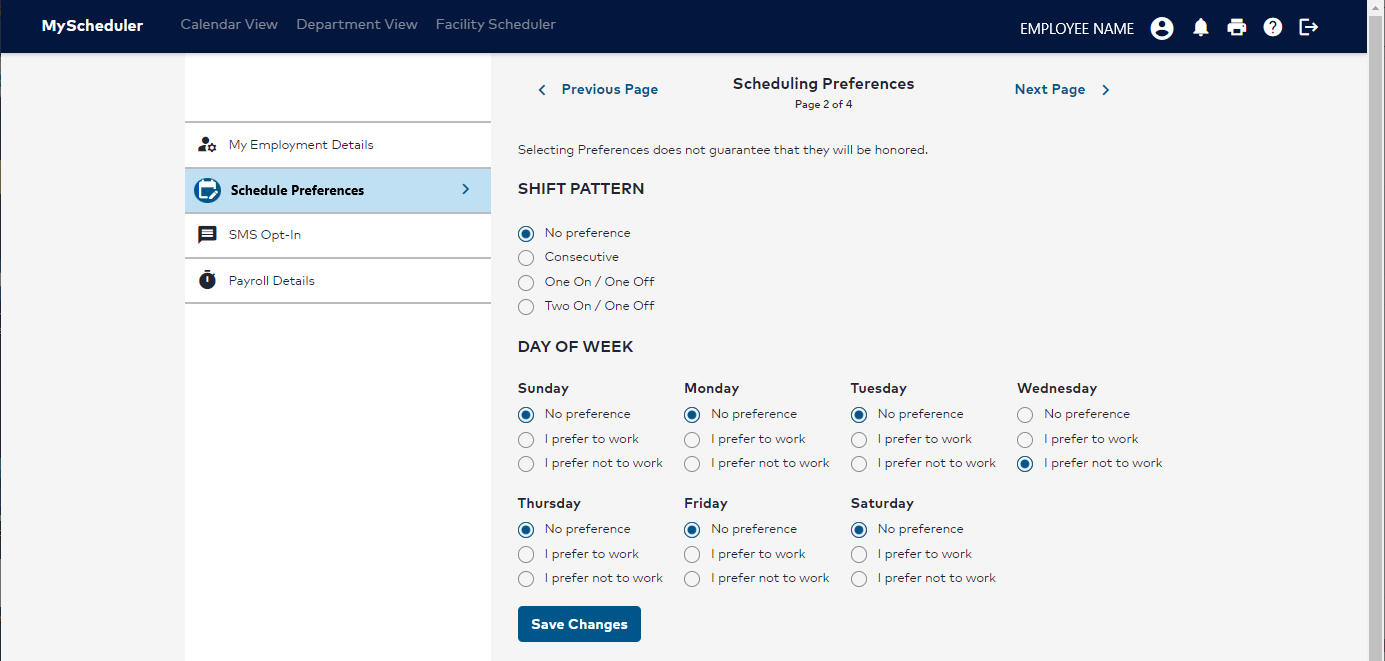 MyScheduler Calendar View Department View Facility Scheduler EMPLOYEE NAME
My Employment Details
Schedule Preferences
SMS Opt-In
Payroll Details
Previous Page Scheduling Preferences Next Page
Page 2 of 4
Selecting Preferences does not guarantee that they will be honored.
SHIFT PATTERN
No preference
Consecutive
One On / One Off
Two On / One Off
DAY OF WEEK
Sunday Monday Tuesday Wednesday
No preference No preference No preference No preference
I prefer to work I prefer to work I prefer to work I prefer to work
I prefer not to work I prefer not to work I prefer not to work I prefer not to work
Thursday Friday Saturday
No preference No preference No preference
I prefer to work I prefer to work I prefer to work
I prefer not to work I prefer not to work I prefer not to work
Save Changes